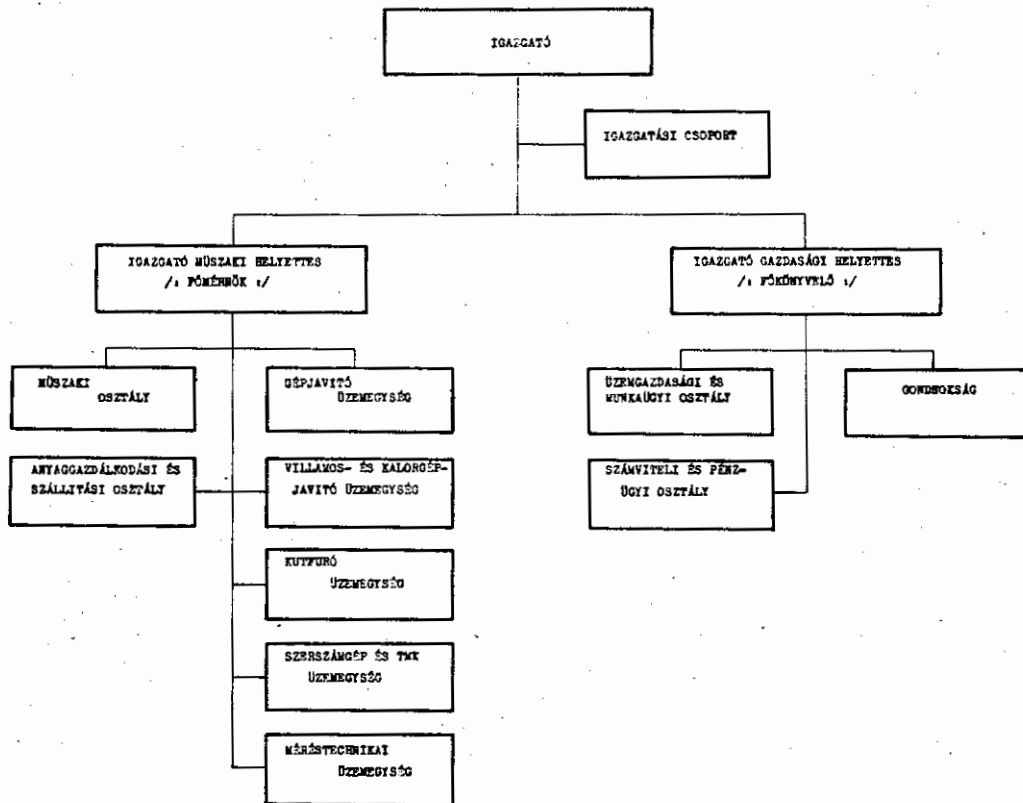 IGAZGATÓ
IGAZGATÁSI CSOPORT
IGAZGATÓ MŰSZAKI HELYETTES
/: FŐMÉRNÖK :/
IGAZGATÓ GAZDASÁGI HELYETTES
/: FŐKÖNYVELŐ :/
MŰSZAKI
OSZTÁLY
GÉPJAVITÓ
ÜZEMEGYSÉG
ÜZEMGAZDASÁGI ÉS
MUNKAÜGYI OSZTÁLY
GONDNOKSÁG
ANYAGGAZDÁLKODÁSI ÉS
SZÁLLITÁSI OSZTÁLY
VILLAMOS- ÉS KALORGÉP-
JAVITÓ ÜZEMEGYSÉG
SZÁMVITELI ÉS PÉNZ-
ÜGYI OSZTÁLY
KUTFURÓ
ÜZEMEGYSÉG
SZERSZÁMGÉP ÉS TMK
ÜZEMEGYSÉG
MÉRÉSTECHNIKAI
ÜZEMEGYSÉG